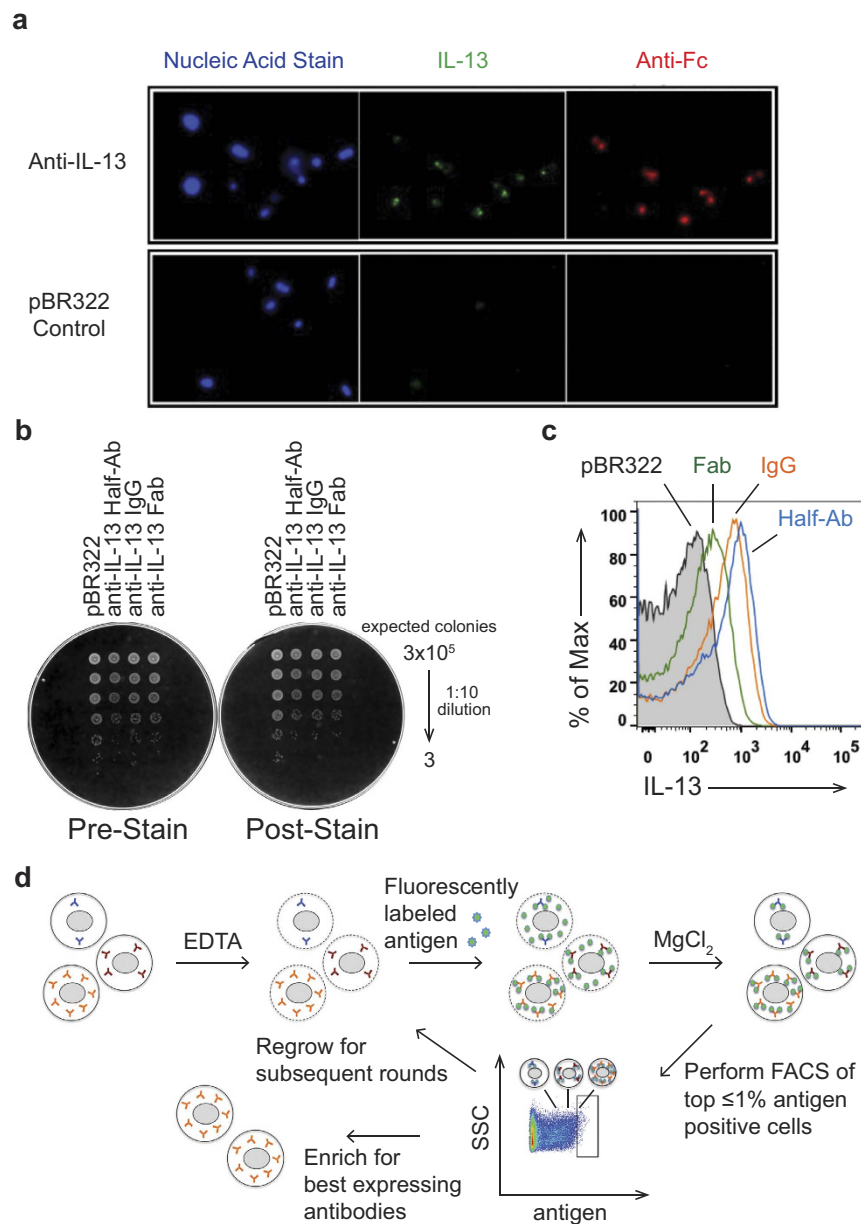 a
Nucleic Acid Stain
IL-13
Anti-Fc
Anti-IL-13
pBR322
Control
b
pBR322
anti-IL-13 Half-Ab
anti-IL-13 IgG
anti-IL-13 Fab
pBR322
anti-IL-13 Half-Ab
anti-IL-13 IgG
anti-IL-13 Fab
expected colonies
3x10⁵
1:10
dilution
3
Pre-Stain
Post-Stain
c
pBR322
Fab
IgG
Half-Ab
% of Max
100
80
60
40
20
0
0
10²
10³
10⁴
10⁵
IL-13
d
EDTA
Fluorescently
labeled
antigen
MgCl₂
Regrow for
subsequent rounds
Perform FACS of
top ≤1% antigen
positive cells
SSC
antigen
Enrich for
best expressing
antibodies